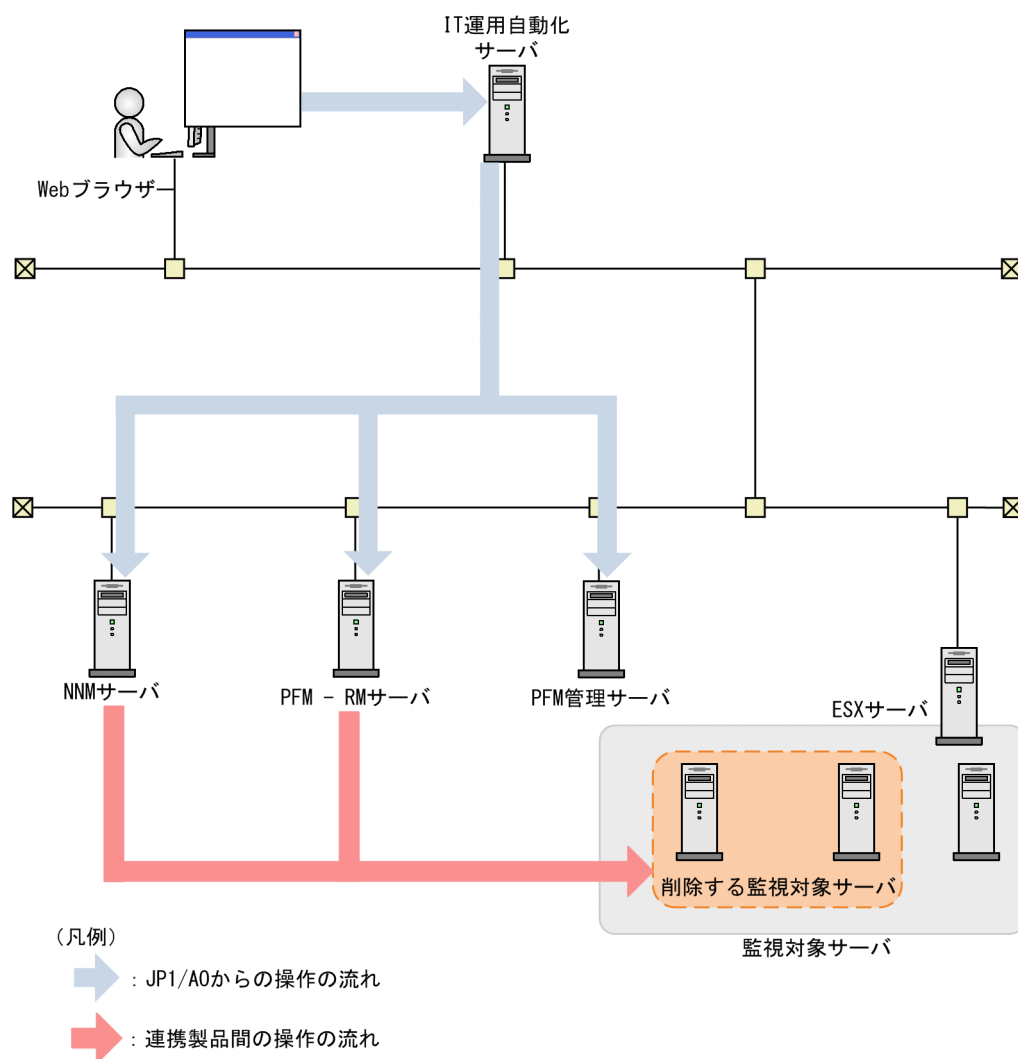 IT運用自動化
サーバ
Webブラウザー
NNMサーバ
PFM － RMサーバ
PFM管理サーバ
ESXサーバ
削除する監視対象サーバ
監視対象サーバ
（凡例）
：JP1/AOからの操作の流れ
：連携製品間の操作の流れ